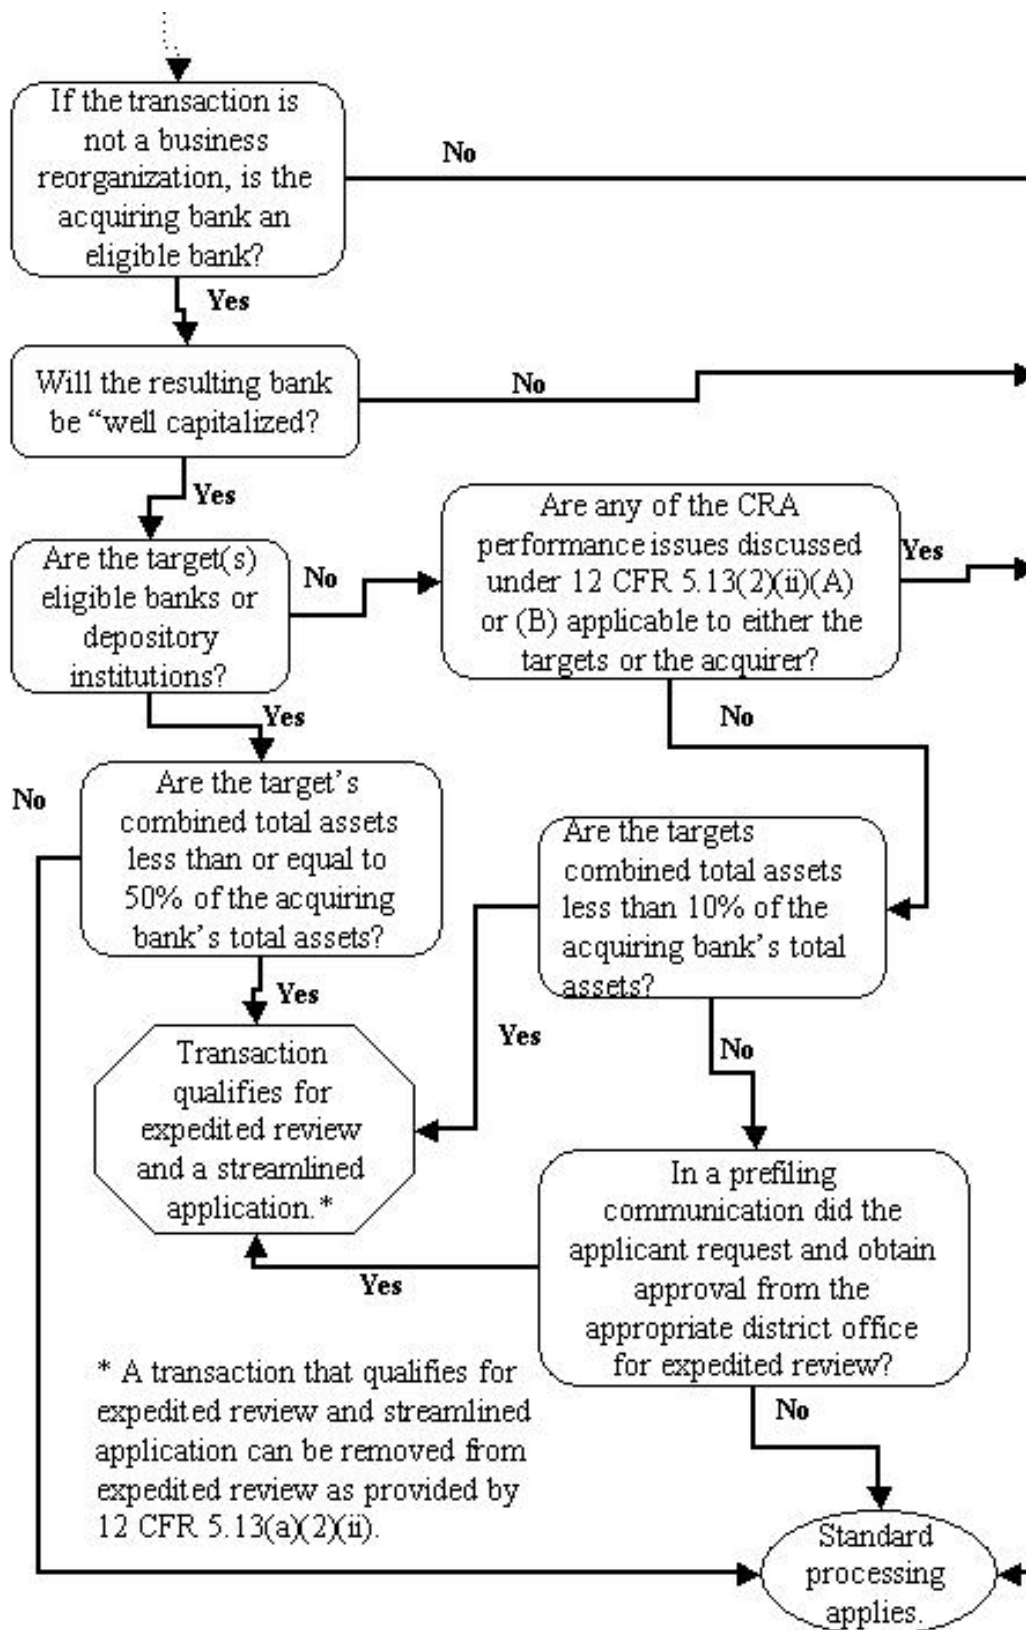 If the transaction is
not a business
reorganization, is the
acquiring bank an
eligible bank?
No
Yes
Will the resulting bank
be “well capitalized?
No
Yes
Are the target(s)
eligible banks or
depository
institutions?
No
Are any of the CRA
performance issues discussed
under 12 CFR 5.13(2)(ii)(A)
or (B) applicable to either the
targets or the acquirer?
Yes
Yes
No
No
Are the target’s
combined total assets
less than or equal to
50% of the acquiring
bank’s total assets?
Are the targets
combined total assets
less than 10% of the
acquiring bank’s total
assets?
Yes
Yes
No
Transaction
qualifies for
expedited review
and a streamlined
application.*
In a prefiling
communication did the
applicant request and obtain
approval from the
appropriate district office
for expedited review?
Yes
No
* A transaction that qualifies for
expedited review and streamlined
application can be removed from
expedited review as provided by
12 CFR 5.13(a)(2)(ii).
Standard
processing
applies.